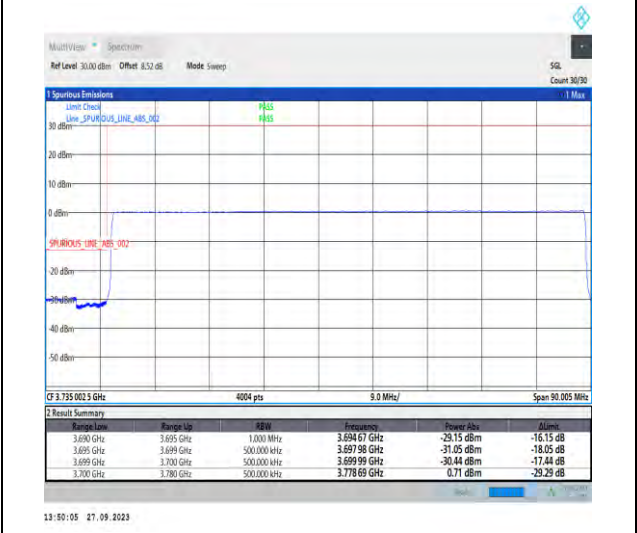 MultiView Spectrum
Ref Level 30.00 dBm Offset 8.52 dB Mode Sweep SGL
Count 30/30
1 Spurious Emissions 1 Max
Limit Check PASS
Line _SPURIOUS_LINE_ABS_002 PASS
30 dBm
20 dBm
10 dBm
0 dBm
SPURIOUS_LINE_ABS_002
-20 dBm
-30 dBm
-40 dBm
-50 dBm
CF 3.735 002 5 GHz 4004 pts 9.0 MHz/ Span 90.005 MHz
2 Result Summary
Range Low Range Up RBW Frequency Power Abs ΔLimit
3.690 GHz 3.695 GHz 1.000 MHz 3.694 67 GHz -29.15 dBm -16.15 dB
3.695 GHz 3.699 GHz 500.000 kHz 3.697 98 GHz -31.05 dBm -18.05 dB
3.699 GHz 3.700 GHz 500.000 kHz 3.699 99 GHz -30.44 dBm -17.44 dB
3.700 GHz 3.780 GHz 500.000 kHz 3.778 69 GHz 0.71 dBm -29.29 dB
13:50:05 27.09.2023